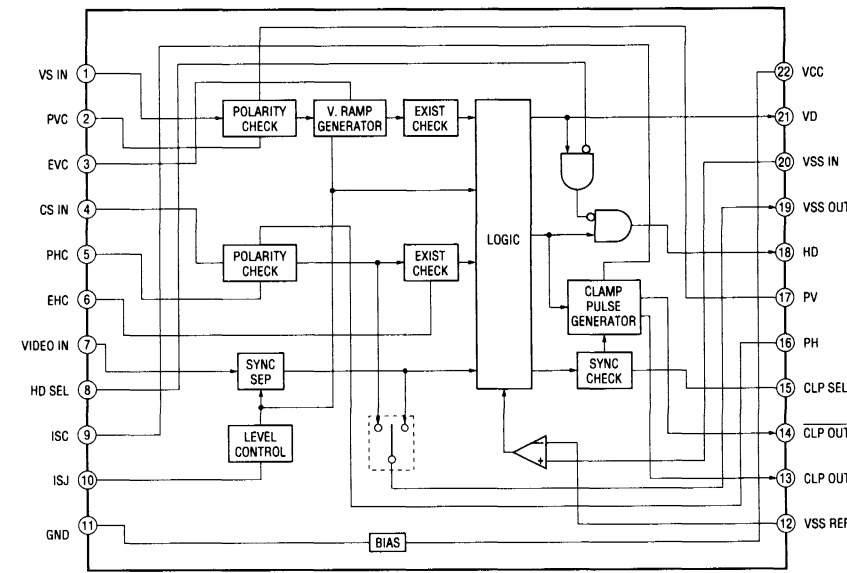 VS IN 1
PVC 2
EVC 3
CS IN 4
PHC 5
EHC 6
VIDEO IN 7
HD SEL 8
ISC 9
ISJ 10
GND 11
POLARITY
CHECK
V. RAMP
GENERATOR
EXIST
CHECK
POLARITY
CHECK
EXIST
CHECK
SYNC
SEP
LEVEL
CONTROL
BIAS
LOGIC
CLAMP
PULSE
GENERATOR
SYNC
CHECK
−
+
22 VCC
21 VD
20 VSS IN
19 VSS OUT
18 HD
17 PV
16 PH
15 CLP SEL
14 CLP OUT
13 CLP OUT
12 VSS REF